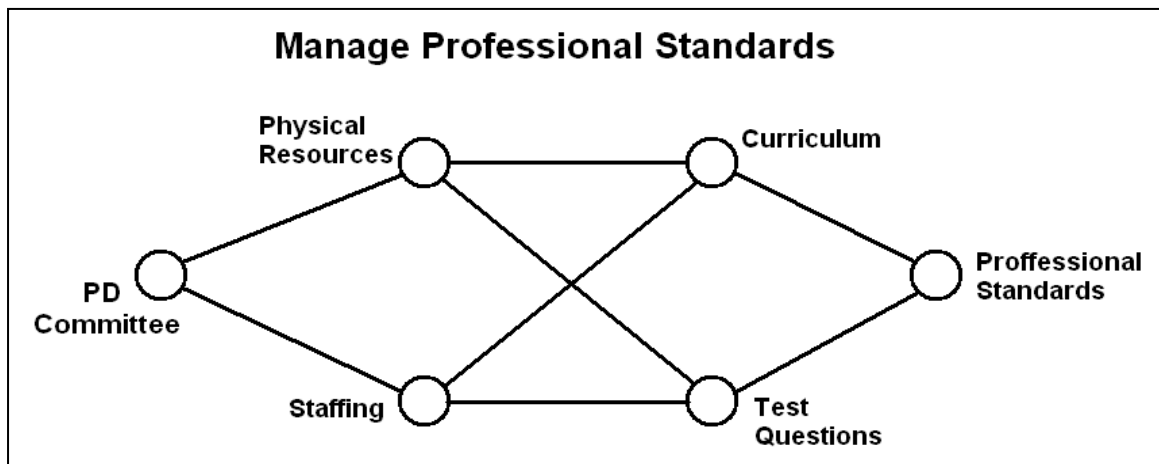 Manage Professional Standards
Physical
Resources
Curriculum
PD
Committee
Proffessional
Standards
Staffing
Test
Questions